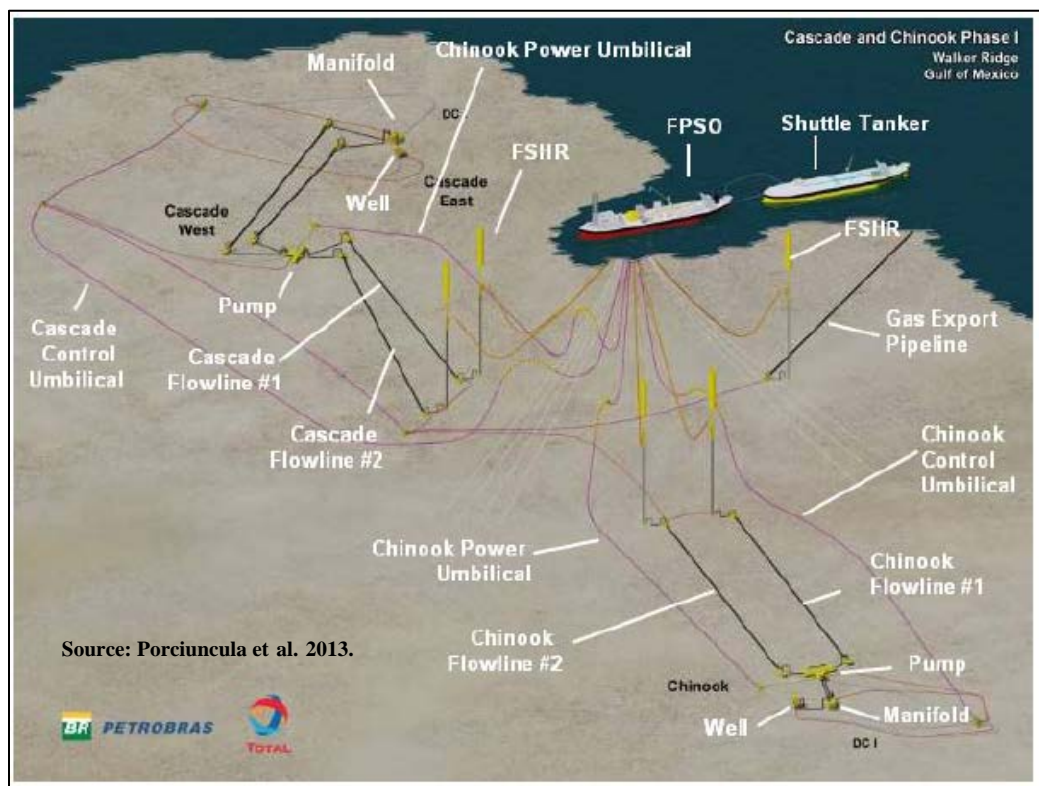 Cascade and Chinook Phase I
Walker Ridge
Gulf of Mexico
Chinook Power Umbilical
Manifold
DC
FPSO
Shuttle Tanker
FSHR
Well
Cascade
East
Cascade
West
FSHR
Pump
Gas Export
Pipeline
Cascade
Control
Umbilical
Cascade
Flowline #1
Cascade
Flowline #2
Chinook
Control
Umbilical
Chinook Power
Umbilical
Chinook
Flowline #1
Chinook
Flowline #2
Source: Porciuncula et al. 2013.
Pump
Chinook
Well
Manifold
DC I
BR PETROBRAS
TOTAL